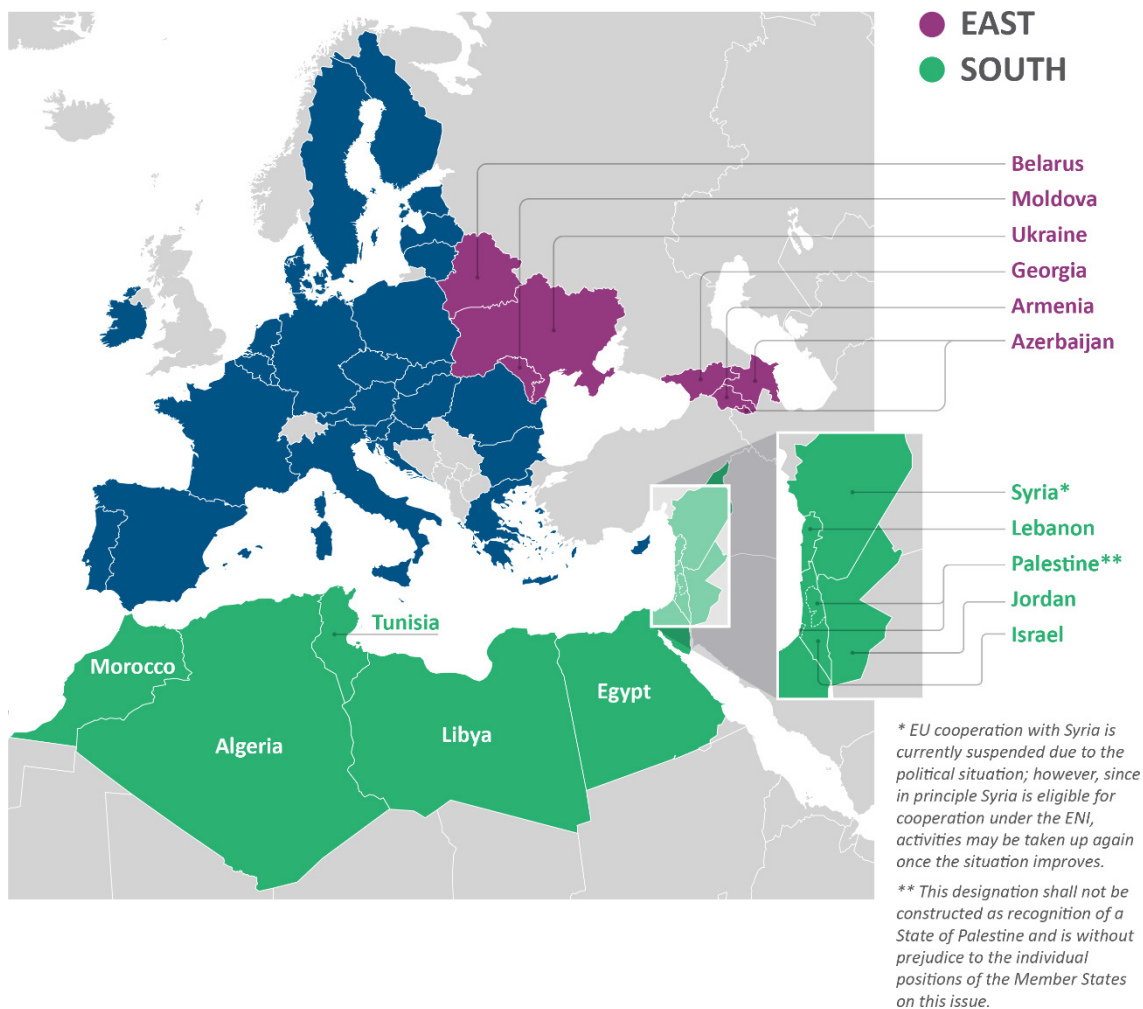 EAST
SOUTH
Belarus
Moldova
Ukraine
Georgia
Armenia
Azerbaijan
Syria*
Lebanon
Palestine**
Jordan
Israel
Tunisia
Morocco
Algeria
Libya
Egypt
* EU cooperation with Syria is
currently suspended due to the
political situation; however, since
in principle Syria is eligible for
cooperation under the ENI,
activities may be taken up again
once the situation improves.
** This designation shall not be
constructed as recognition of a
State of Palestine and is without
prejudice to the individual
positions of the Member States
on this issue.